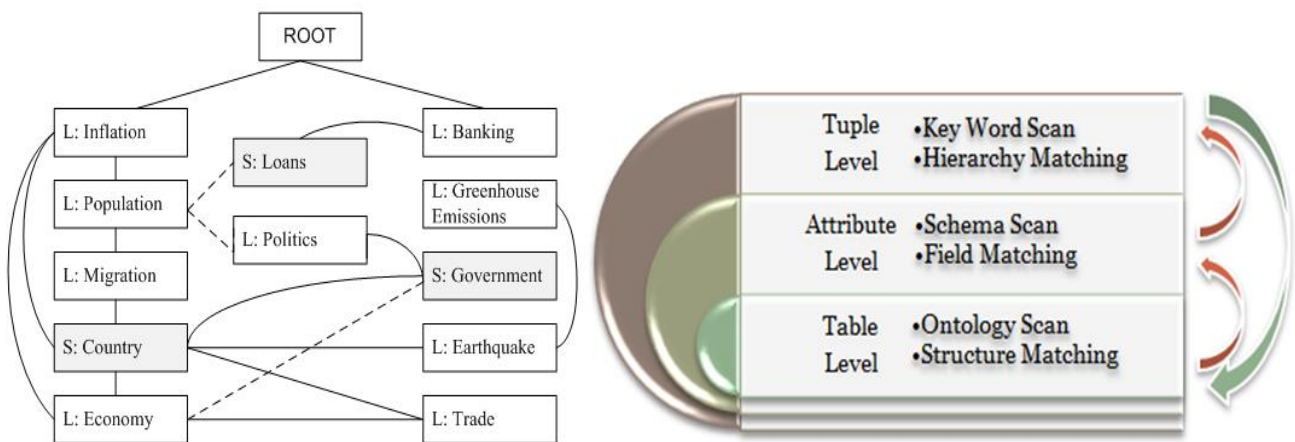 ROOT
L: Inflation
L: Banking
S: Loans
L: Population
L: Greenhouse
Emissions
L: Politics
L: Migration
S: Government
S: Country
L: Earthquake
L: Economy
L: Trade
Tuple
Level
•Key Word Scan
•Hierarchy Matching
Attribute
Level
•Schema Scan
•Field Matching
Table
Level
•Ontology Scan
•Structure Matching